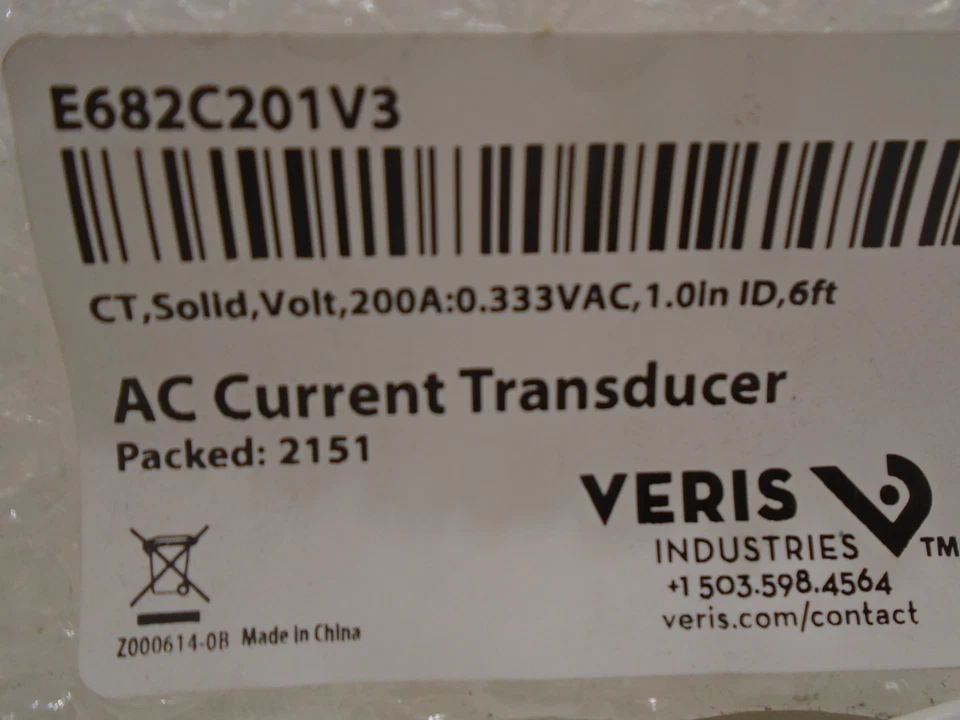 E682C201V3
CT,Solid,Volt,200A:0.333VAC,1.0in ID,6ft
AC Current Transducer
Packed: 2151
VERIS
INDUSTRIES
TM
+1 503.598.4564
veris.com/contact
Z000614-0B Made in China